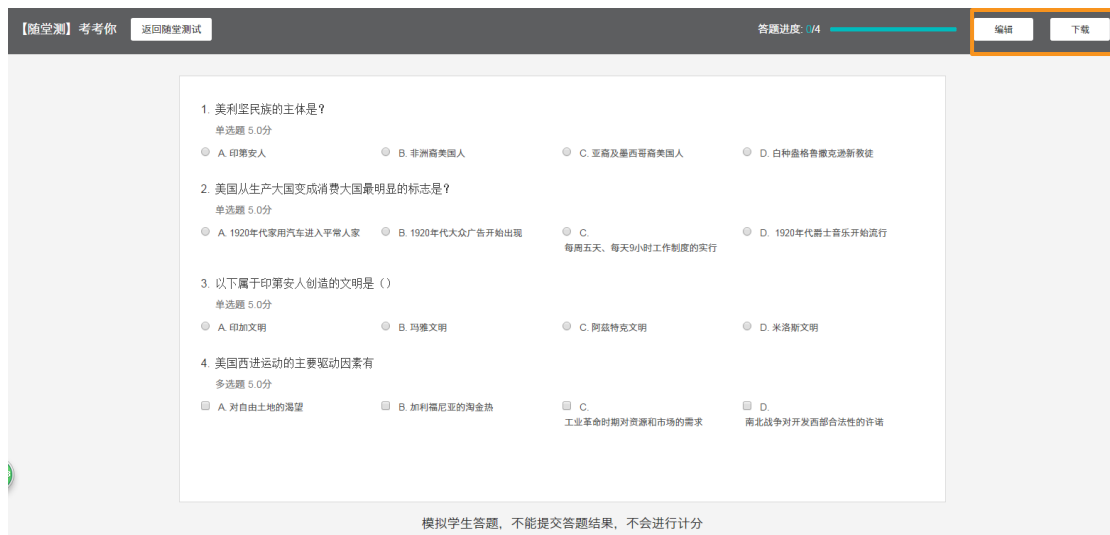 【随堂测】考考你 返回随堂测试 答题进度: 0/4 编辑 下载
1. 美利坚民族的主体是?
单选题 5.0分
A. 印第安人 B. 非洲裔美国人 C. 亚裔及墨西哥裔美国人 D. 白种盎格鲁撒克逊新教徒
2. 美国从生产大国变成消费大国最明显的标志是?
单选题 5.0分
A. 1920年代家用汽车进入平常人家 B. 1920年代大众广告开始出现 C. D. 1920年代爵士音乐开始流行
每周五天、每天9小时工作制度的实行
3. 以下属于印第安人创造的文明是（）
单选题 5.0分
A. 印加文明 B. 玛雅文明 C. 阿兹特克文明 D. 米洛斯文明
4. 美国西进运动的主要驱动因素有
多选题 5.0分
A. 对自由土地的渴望 B. 加利福尼亚的淘金热 C. D.
工业革命时期对资源和市场的需求 南北战争对开发西部合法性的许诺
模拟学生答题，不能提交答题结果，不会进行计分